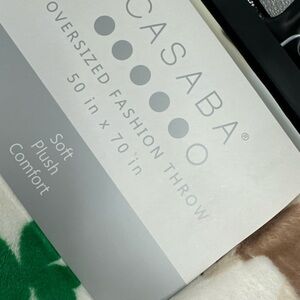 CASABA®
OVERSIZED FASHION THROW
50 in x 70 in
Soft
Plush
Comfort